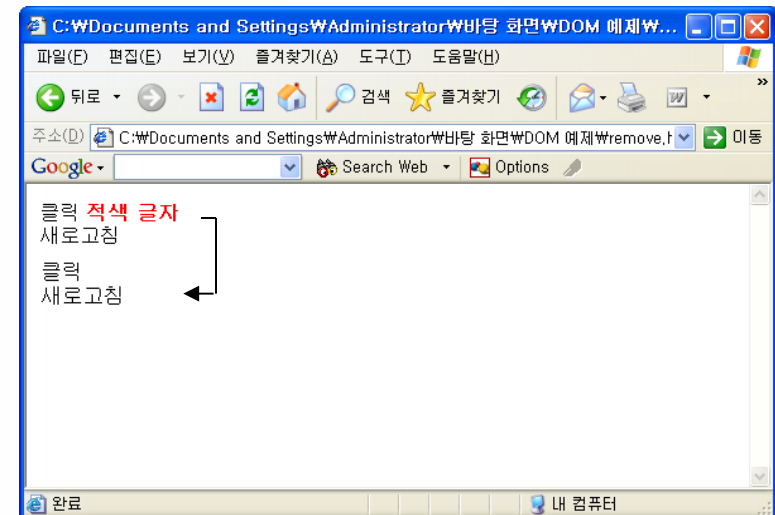 C:₩Documents and Settings₩Administrator₩바탕 화면₩DOM 예제₩...
파일(F) 편집(E) 보기(V) 즐겨찾기(A) 도구(T) 도움말(H)
뒤로 검색 즐겨찾기 W »
주소(D) C:₩Documents and Settings₩Administrator₩바탕 화면₩DOM 예제₩remove.h 이동
Google Search Web Options
클릭 적색 글자
새로고침
클릭
새로고침
완료 내 컴퓨터